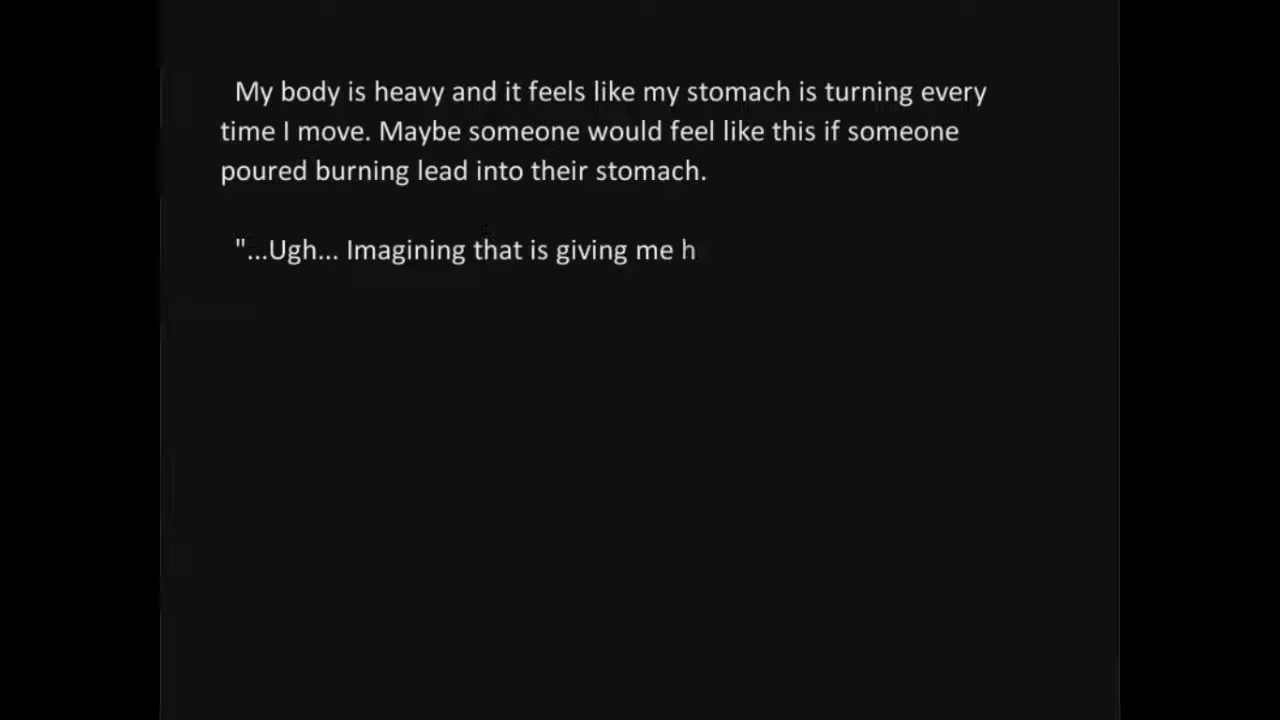 My body is heavy and it feels like my stomach is turning every
time I move. Maybe someone would feel like this if someone
poured burning lead into their stomach.
"...Ugh... Imagining that is giving me h